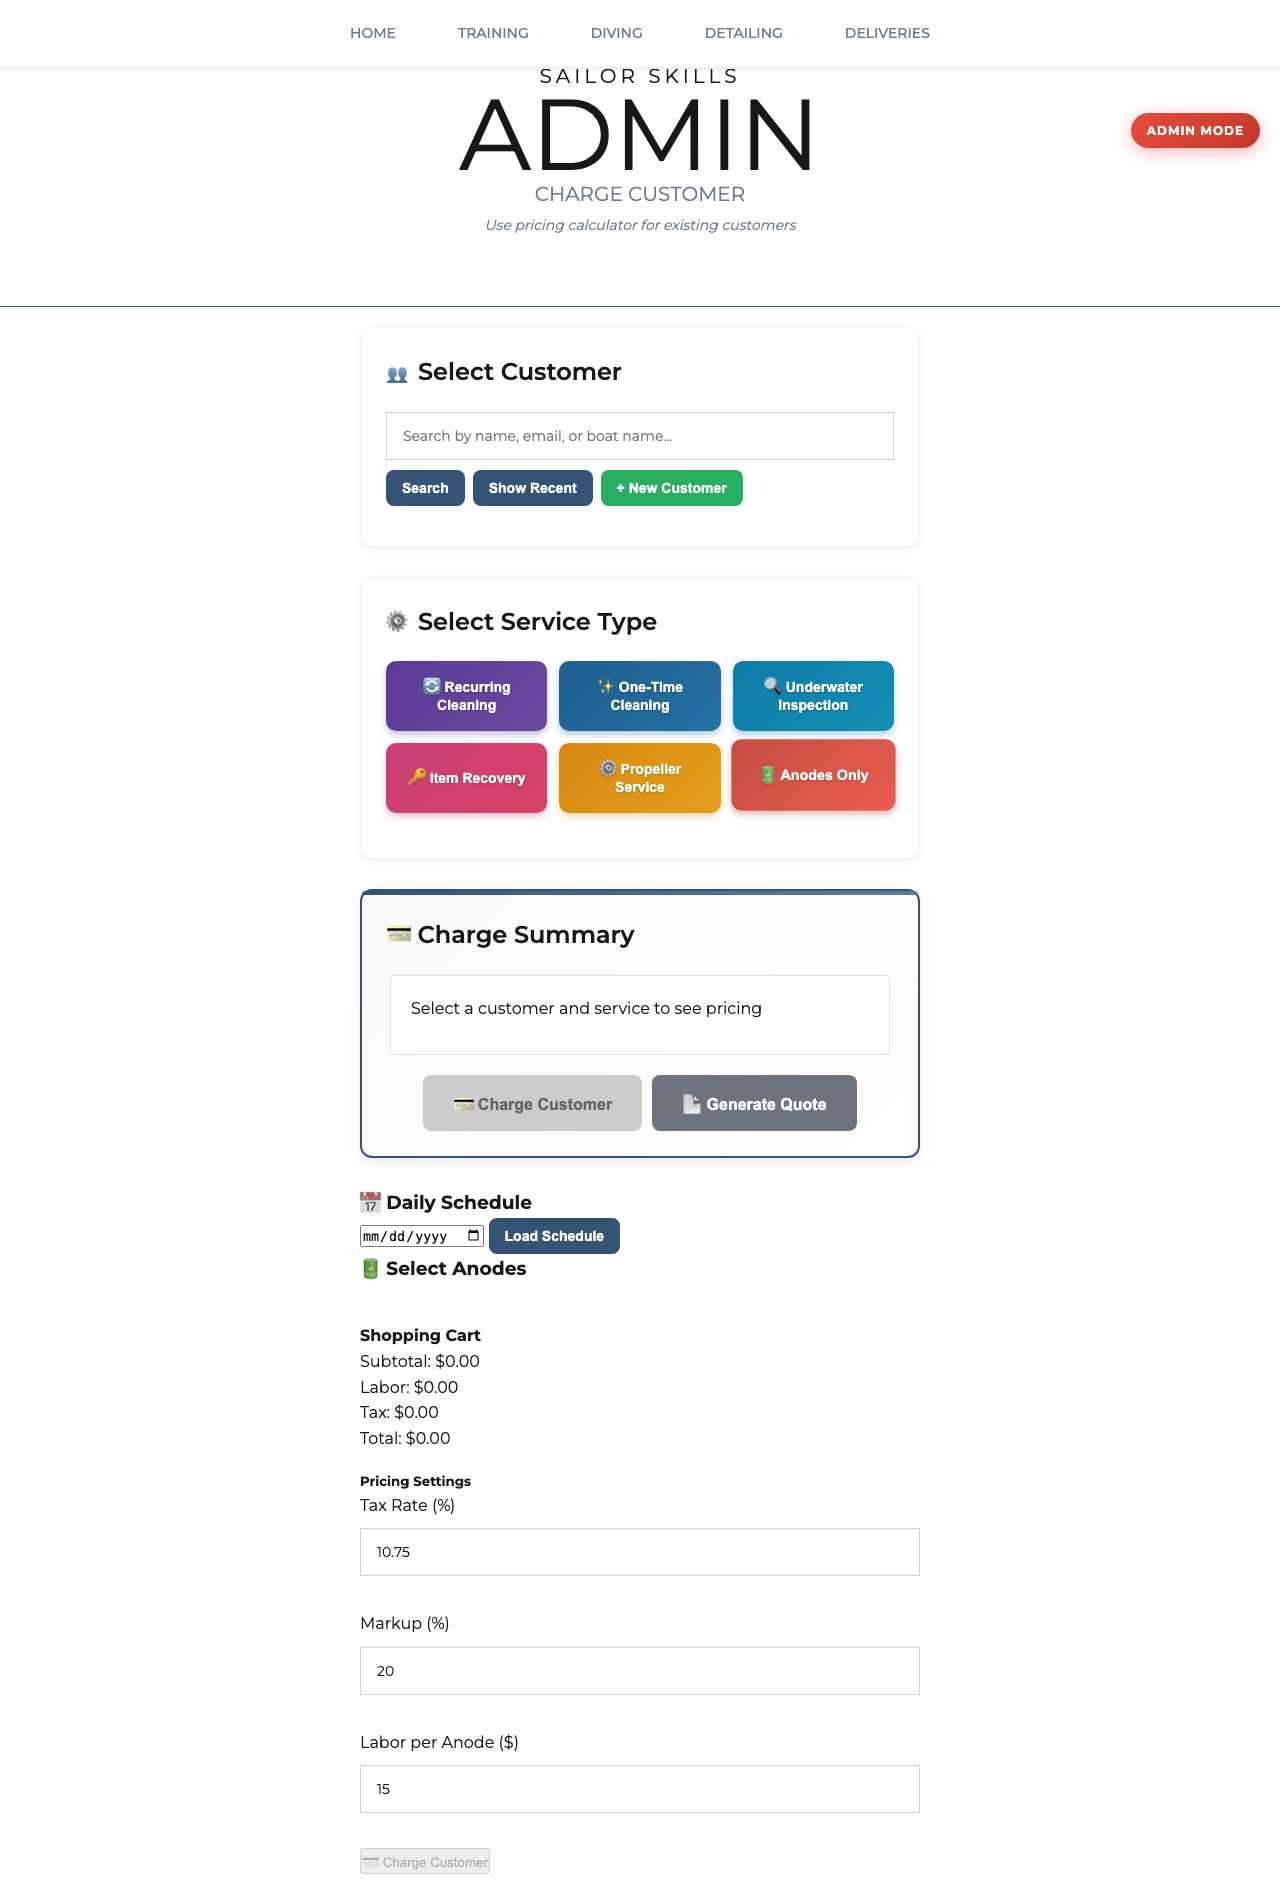 HOME TRAINING DIVING DETAILING DELIVERIES
SAILOR SKILLS
ADMIN
ADMIN MODE
CHARGE CUSTOMER
Use pricing calculator for existing customers
Select Customer
Search by name, email, or boat name...
Search Show Recent + New Customer
Select Service Type
Recurring
Cleaning
One-Time
Cleaning
Underwater
Inspection
Item Recovery
Propeller
Service
Anodes Only
Charge Summary
Select a customer and service to see pricing
Charge Customer Generate Quote
Daily Schedule
mm/dd/yyyy Load Schedule
Select Anodes
Shopping Cart
Subtotal: $0.00
Labor: $0.00
Tax: $0.00
Total: $0.00
Pricing Settings
Tax Rate (%)
10.75
Markup (%)
20
Labor per Anode ($)
15
Charge Customer